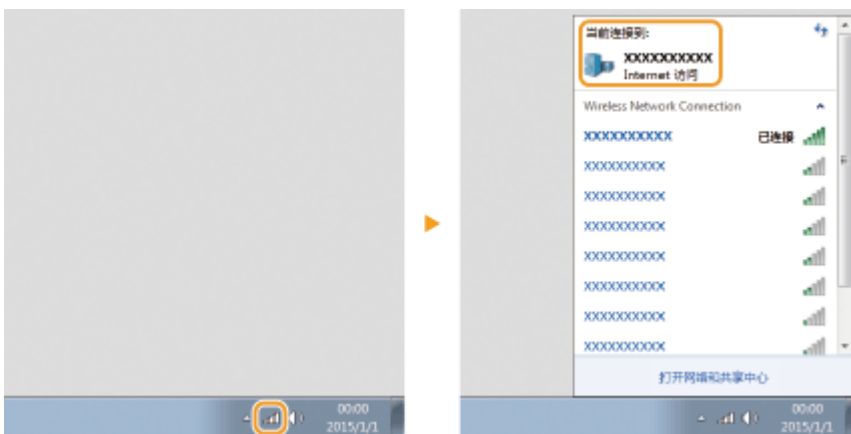 00:00
2015/1/1
当前连接到:
XXXXXXXXXX
Internet 访问
Wireless Network Connection
XXXXXXXXXX 已连接
XXXXXXXXXX
XXXXXXXXXX
XXXXXXXXXX
XXXXXXXXXX
XXXXXXXXXX
XXXXXXXXXX
XXXXXXXXXX
打开网络和共享中心
00:00
2015/1/1